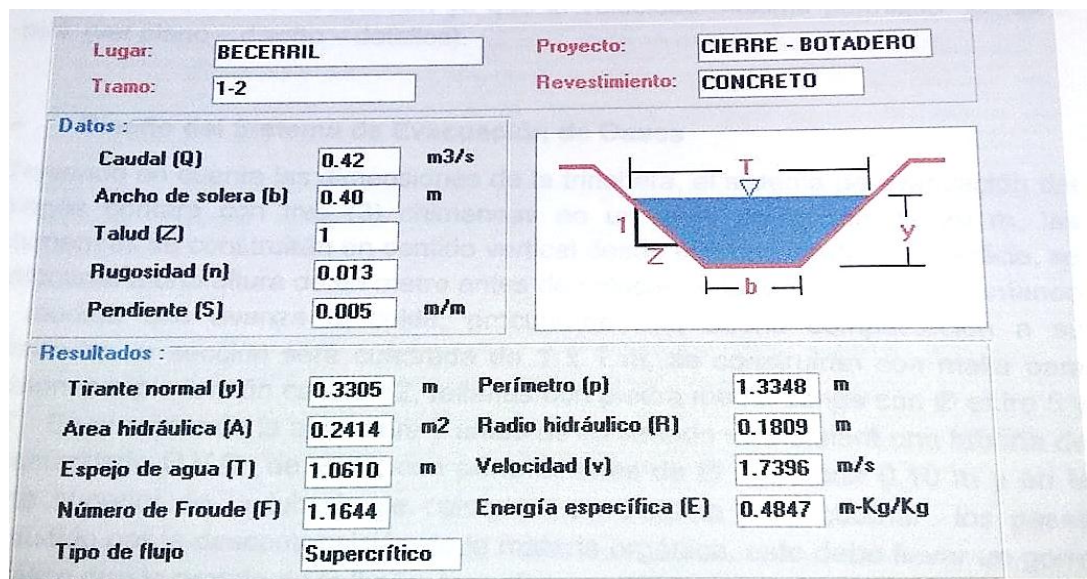 Lugar: BECERRIL Proyecto: CIERRE - BOTADERO
Tramo: 1-2 Revestimiento: CONCRETO
Datos :
Caudal (Q) 0.42 m3/s
Ancho de solera (b) 0.40 m
Talud (Z) 1
Rugosidad (n) 0.013
Pendiente (S) 0.005 m/m
T
1
Z
y
b
Resultados :
Tirante normal (y) 0.3305 m Perímetro (p) 1.3348 m
Area hidráulica (A) 0.2414 m2 Radio hidráulico (R) 0.1809 m
Espejo de agua (T) 1.0610 m Velocidad (v) 1.7396 m/s
Número de Froude (F) 1.1644 Energía específica (E) 0.4847 m-Kg/Kg
Tipo de flujo Supercrítico